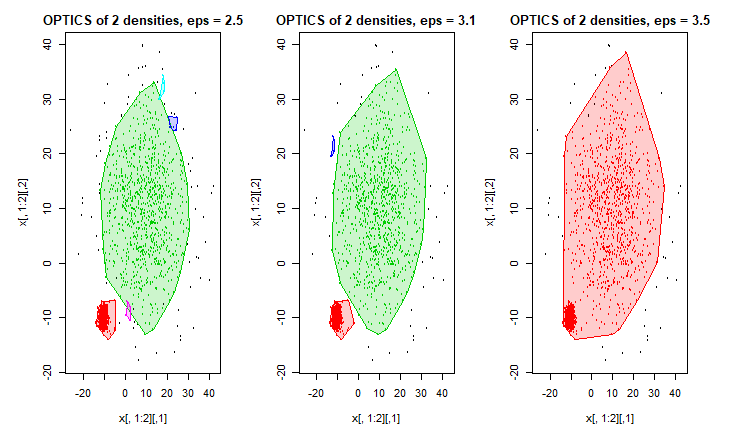 OPTICS of 2 densities, eps = 2.5 OPTICS of 2 densities, eps = 3.1 OPTICS of 2 densities, eps = 3.5
40 40 40
30 30 30
20 20 20
x[, 1:2][,2] x[, 1:2][,2] x[, 1:2][,2]
10 10 10
0 0 0
-10 -10 -10
-20 -20 -20
-20 0 10 20 30 40 -20 0 10 20 30 40 -20 0 10 20 30 40
x[, 1:2][,1] x[, 1:2][,1] x[, 1:2][,1]